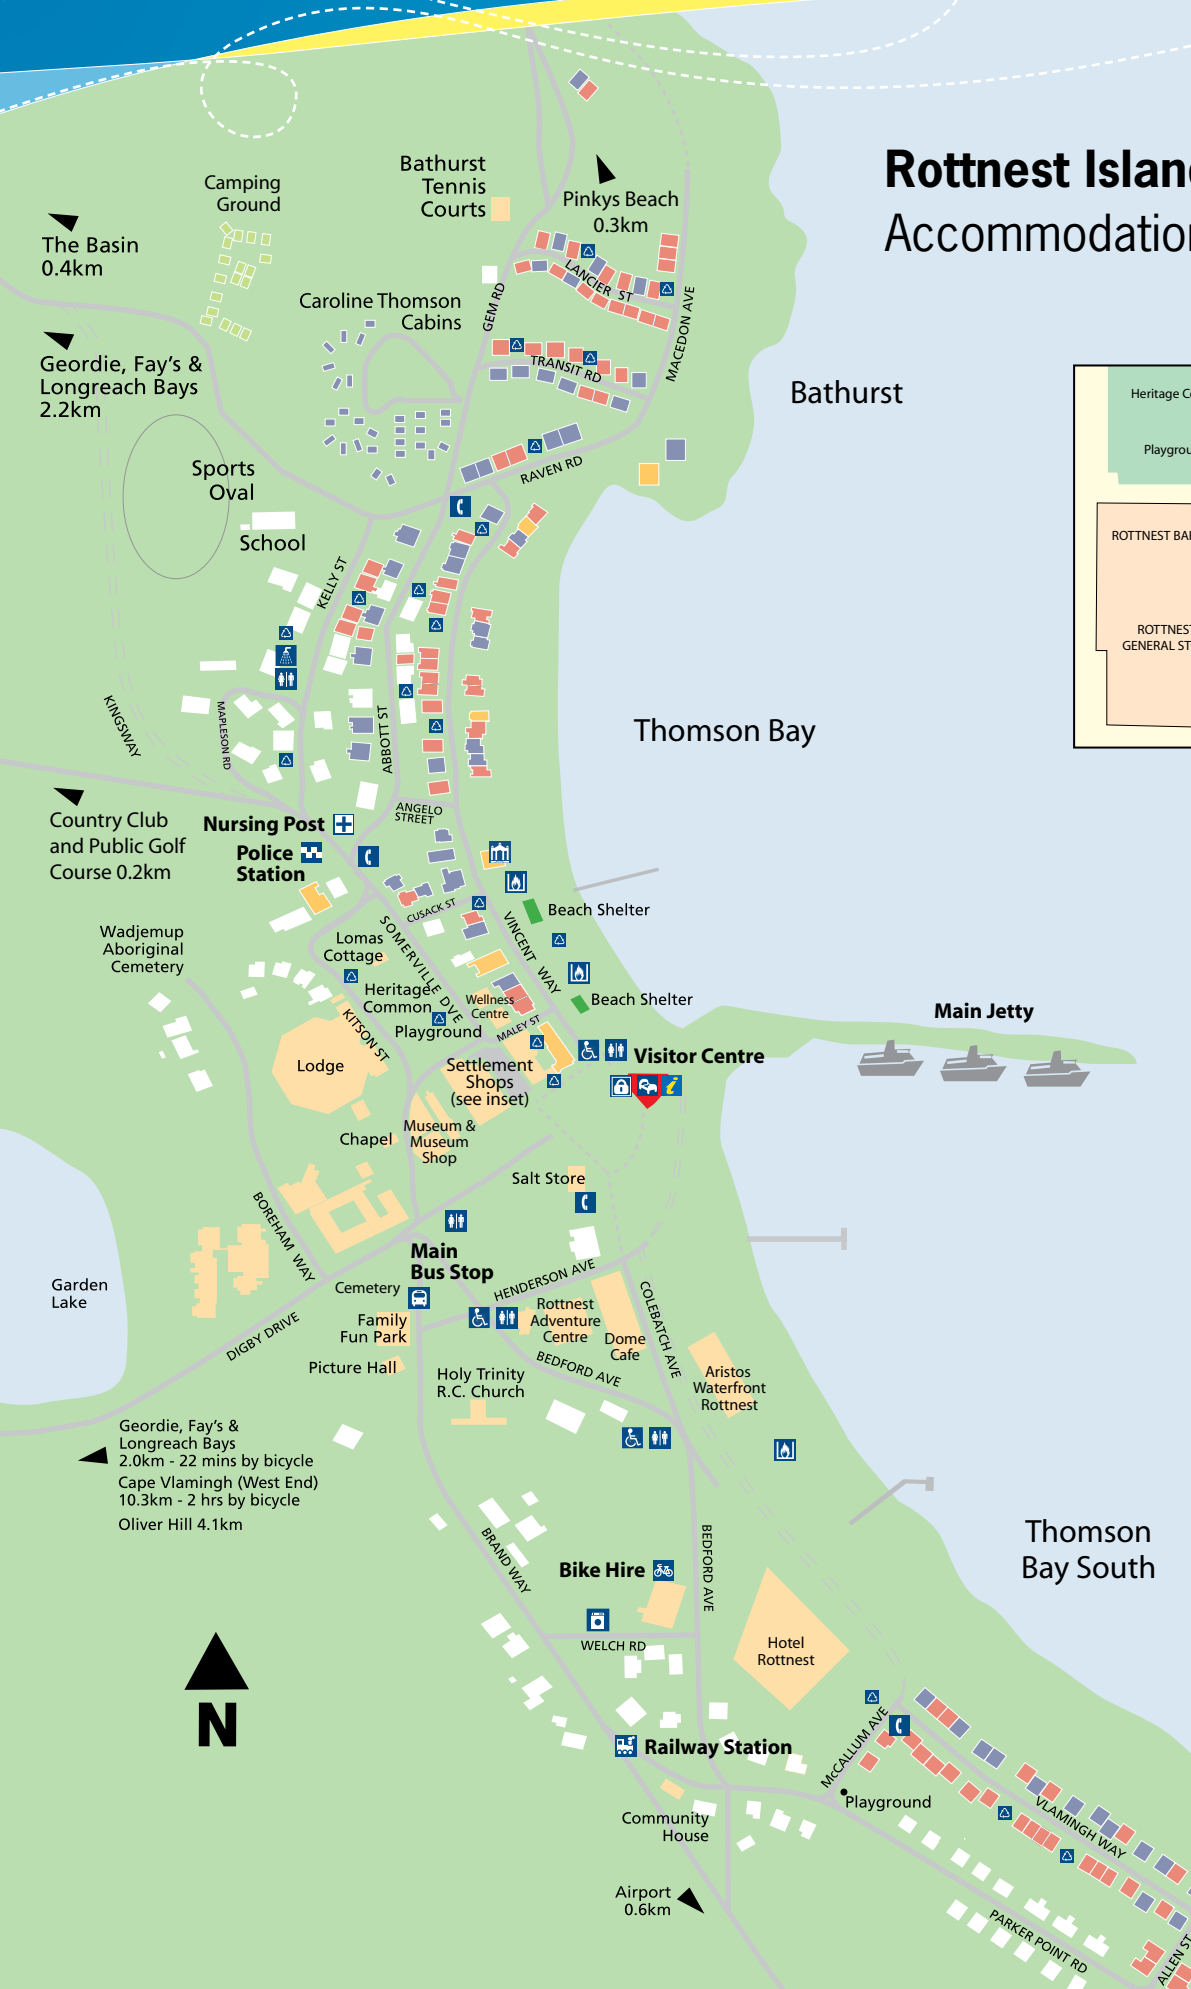 Rottnest Islan
Accommodation
Bathurst
Tennis
Courts
Camping
Ground
Pinkys Beach
0.3km
The Basin
0.4km
LANCIER ST
GEM RD
MACEDON AVE
Caroline Thomson
Cabins
Geordie, Fay's &
Longreach Bays
2.2km
TRANSIT RD
Bathurst
Heritage Co
Playgrou
RAVEN RD
Sports
Oval
School
ROTTNEST BAK
KELLY ST
ROTTNEST
GENERAL STO
KINGSWAY
MAPLESON RD
ABBOTT ST
Thomson Bay
ANGELO
STREET
Country Club
and Public Golf
Course 0.2km
Nursing Post
Police
Station
CUSACK ST
SOMERVILLE DVE
VINCENT WAY
Beach Shelter
Wadjemup
Aboriginal
Cemetery
Lomas
Cottage
Heritage
Common
Playground
Wellness
Centre
Beach Shelter
KITSON ST
MALEY ST
Main Jetty
Visitor Centre
Lodge
Settlement
Shops
(see inset)
Chapel
Museum &
Museum
Shop
Salt Store
BOREHAM WAY
Main
Bus Stop
Garden
Lake
Cemetery
HENDERSON AVE
COLEBATCH AVE
Family
Fun Park
Rottnest
Adventure
Centre
Dome
Cafe
DIGBY DRIVE
Picture Hall
BEDFORD AVE
Holy Trinity
R.C. Church
Aristos
Waterfront
Rottnest
Geordie, Fay's &
Longreach Bays
2.0km - 22 mins by bicycle
Cape Vlamingh (West End)
10.3km - 2 hrs by bicycle
Oliver Hill 4.1km
Thomson
Bay South
BRAND WAY
BEDFORD AVE
Bike Hire
WELCH RD
Hotel
Rottnest
N
McCALLUM AVE
Railway Station
Playground
Community
House
VLAMINGH WAY
Airport
0.6km
PARKER POINT RD
ALLEN ST